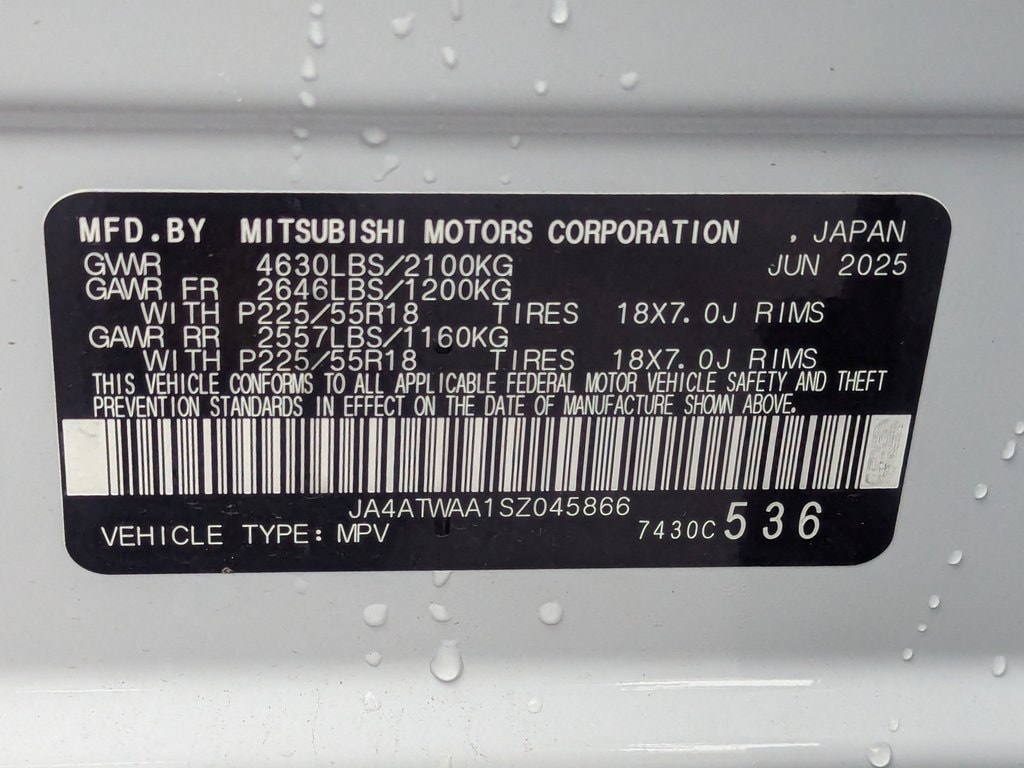 MFD.BY MITSUBISHI MOTORS CORPORATION , JAPAN
GVWR 4630LBS/2100KG JUN 2025
GAWR FR 2646LBS/1200KG
WITH P225/55R18 TIRES 18X7.0J RIMS
GAWR RR 2557LBS/1160KG
WITH P225/55R18 TIRES 18X7.0J RIMS
THIS VEHICLE CONFORMS TO ALL APPLICABLE FEDERAL MOTOR VEHICLE SAFETY AND THEFT
PREVENTION STANDARDS IN EFFECT ON THE DATE OF MANUFACTURE SHOWN ABOVE.
JA4ATWAA1SZ045866
VEHICLE TYPE: MPV 7430C 536